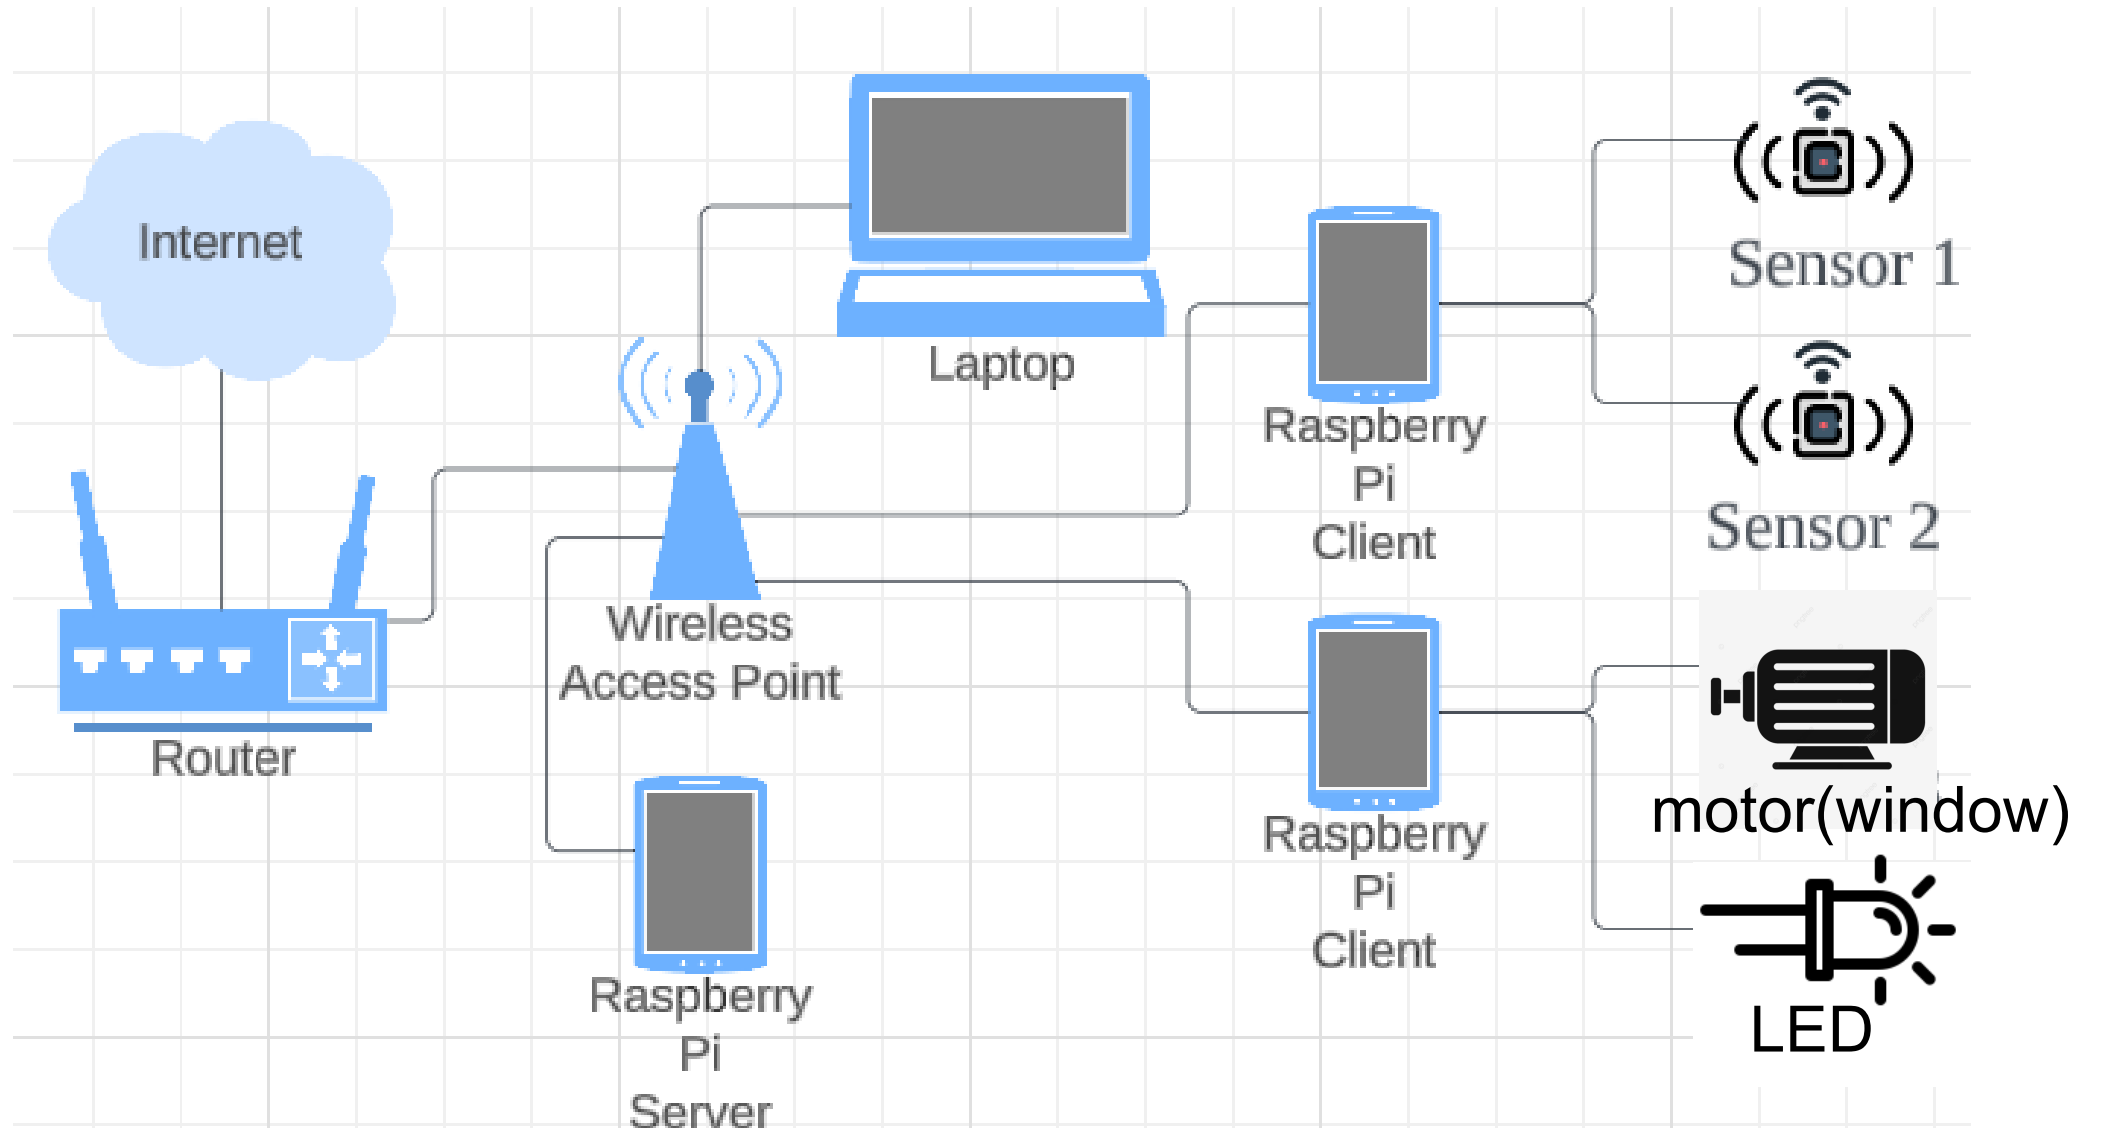 Internet
Router
Wireless
Access Point
Laptop
Raspberry
Pi
Server
Raspberry
Pi
Client
Raspberry
Pi
Client
Sensor 1
Sensor 2
motor(window)
LED